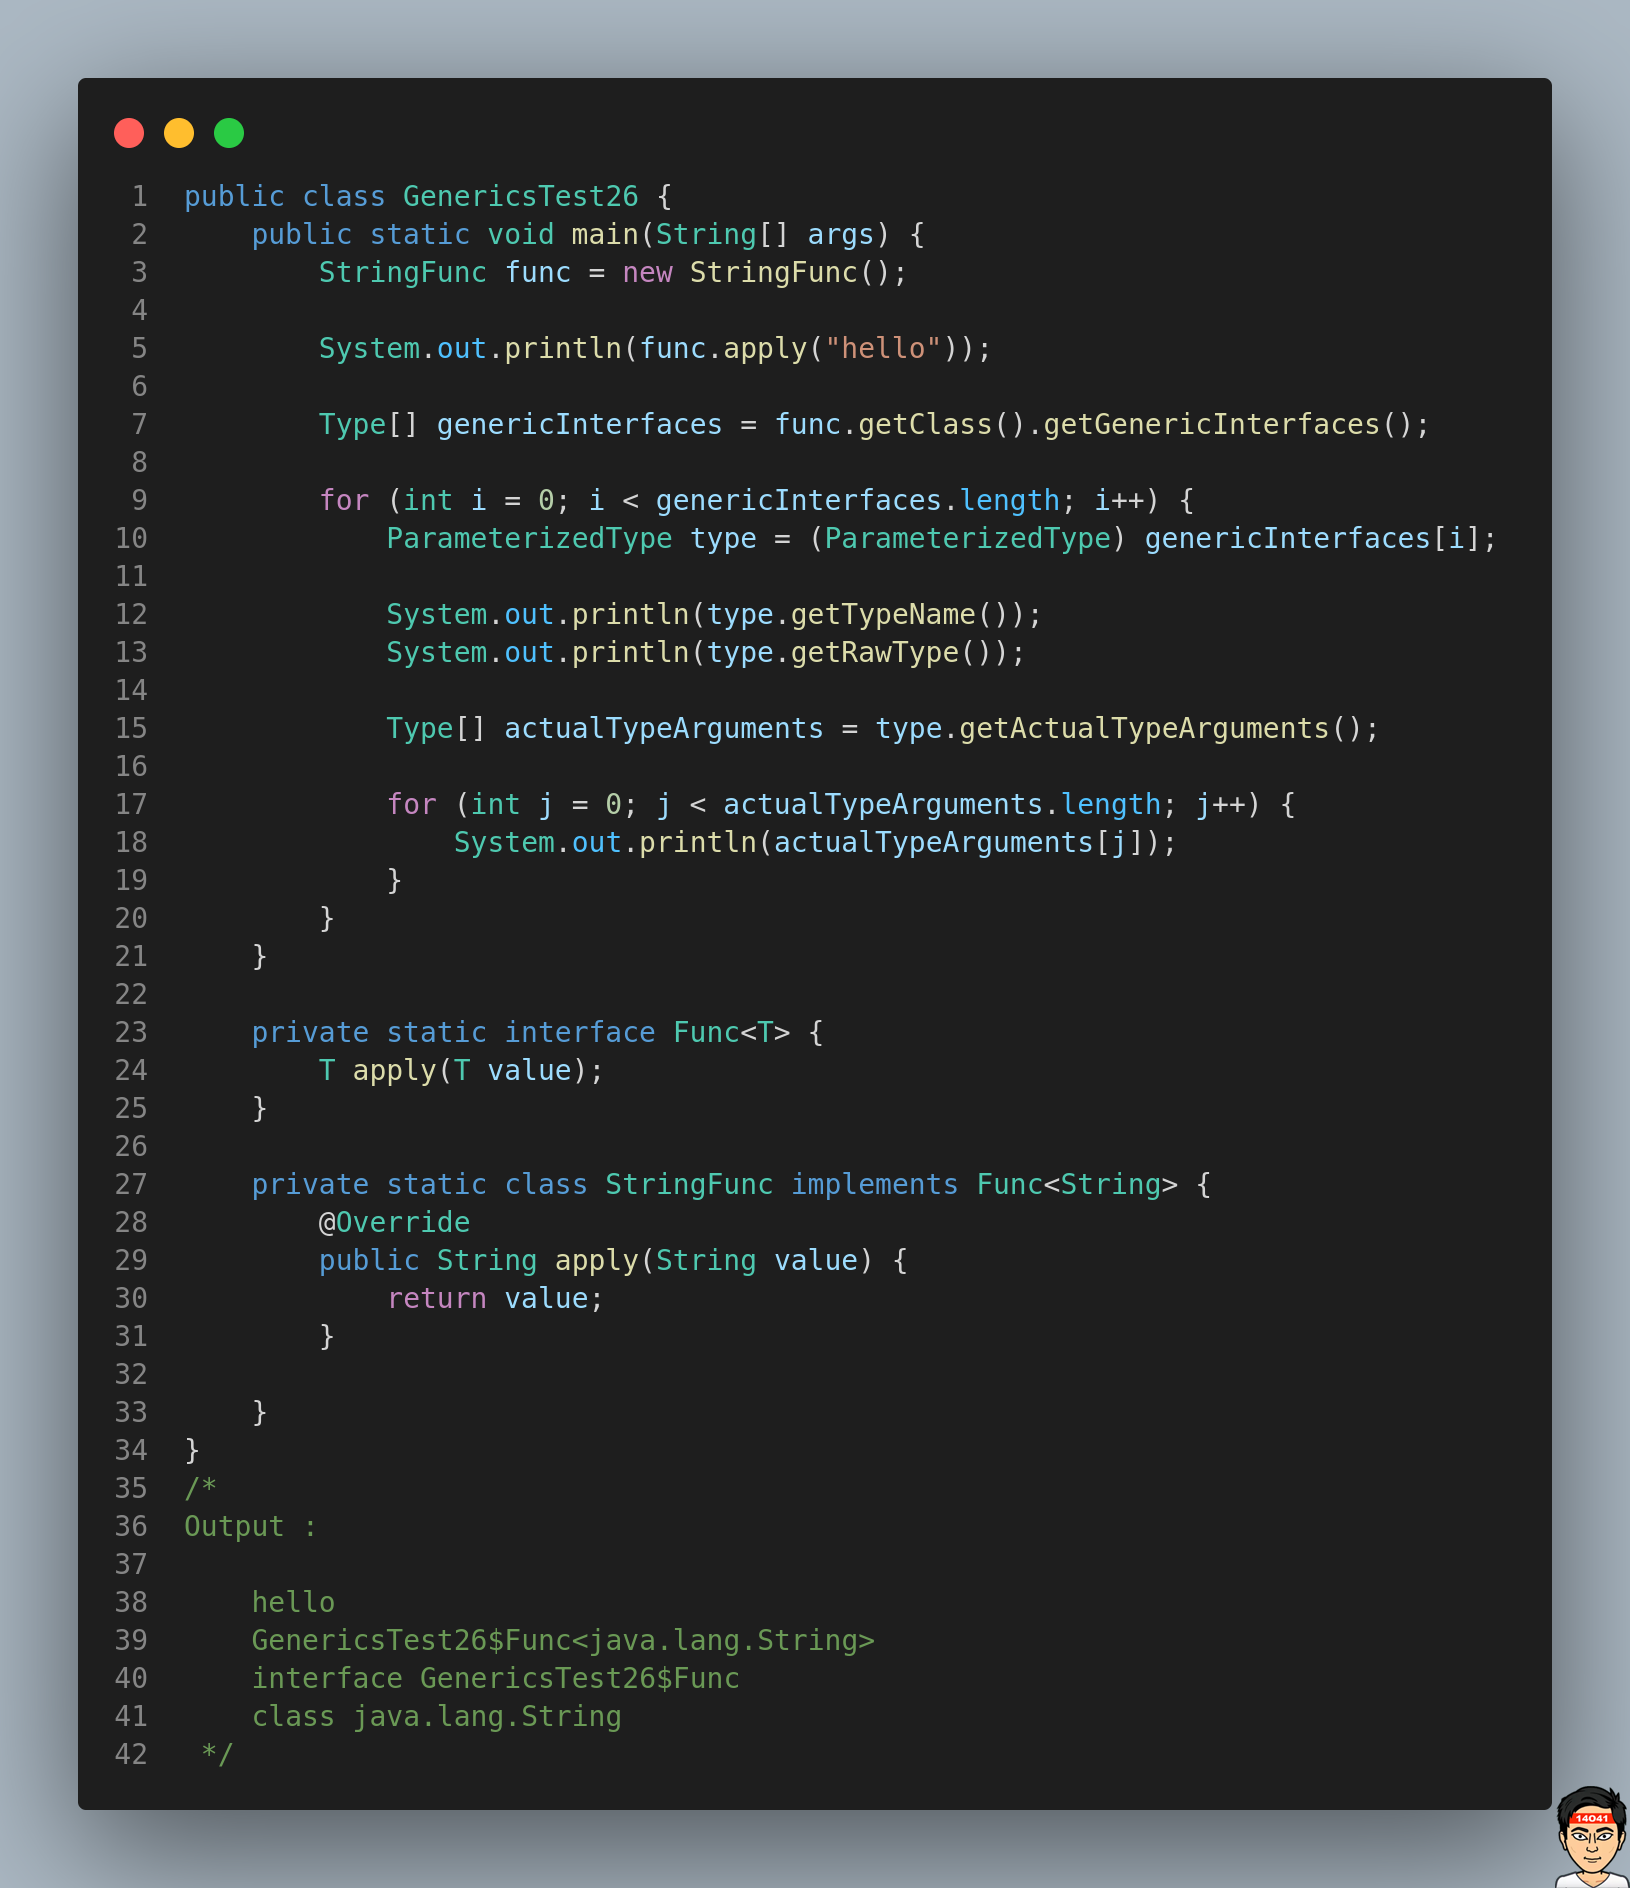 1 public class GenericsTest26 {
2     public static void main(String[] args) {
3         StringFunc func = new StringFunc();
4
5         System.out.println(func.apply("hello"));
6
7         Type[] genericInterfaces = func.getClass().getGenericInterfaces();
8
9         for (int i = 0; i < genericInterfaces.length; i++) {
10             ParameterizedType type = (ParameterizedType) genericInterfaces[i];
11
12             System.out.println(type.getTypeName());
13             System.out.println(type.getRawType());
14
15             Type[] actualTypeArguments = type.getActualTypeArguments();
16
17             for (int j = 0; j < actualTypeArguments.length; j++) {
18                 System.out.println(actualTypeArguments[j]);
19             }
20         }
21     }
22
23     private static interface Func<T> {
24         T apply(T value);
25     }
26
27     private static class StringFunc implements Func<String> {
28         @Override
29         public String apply(String value) {
30             return value;
31         }
32
33     }
34 }
35 /*
36 Output :
37
38     hello
39     GenericsTest26$Func<java.lang.String>
40     interface GenericsTest26$Func
41     class java.lang.String
42  */
14041